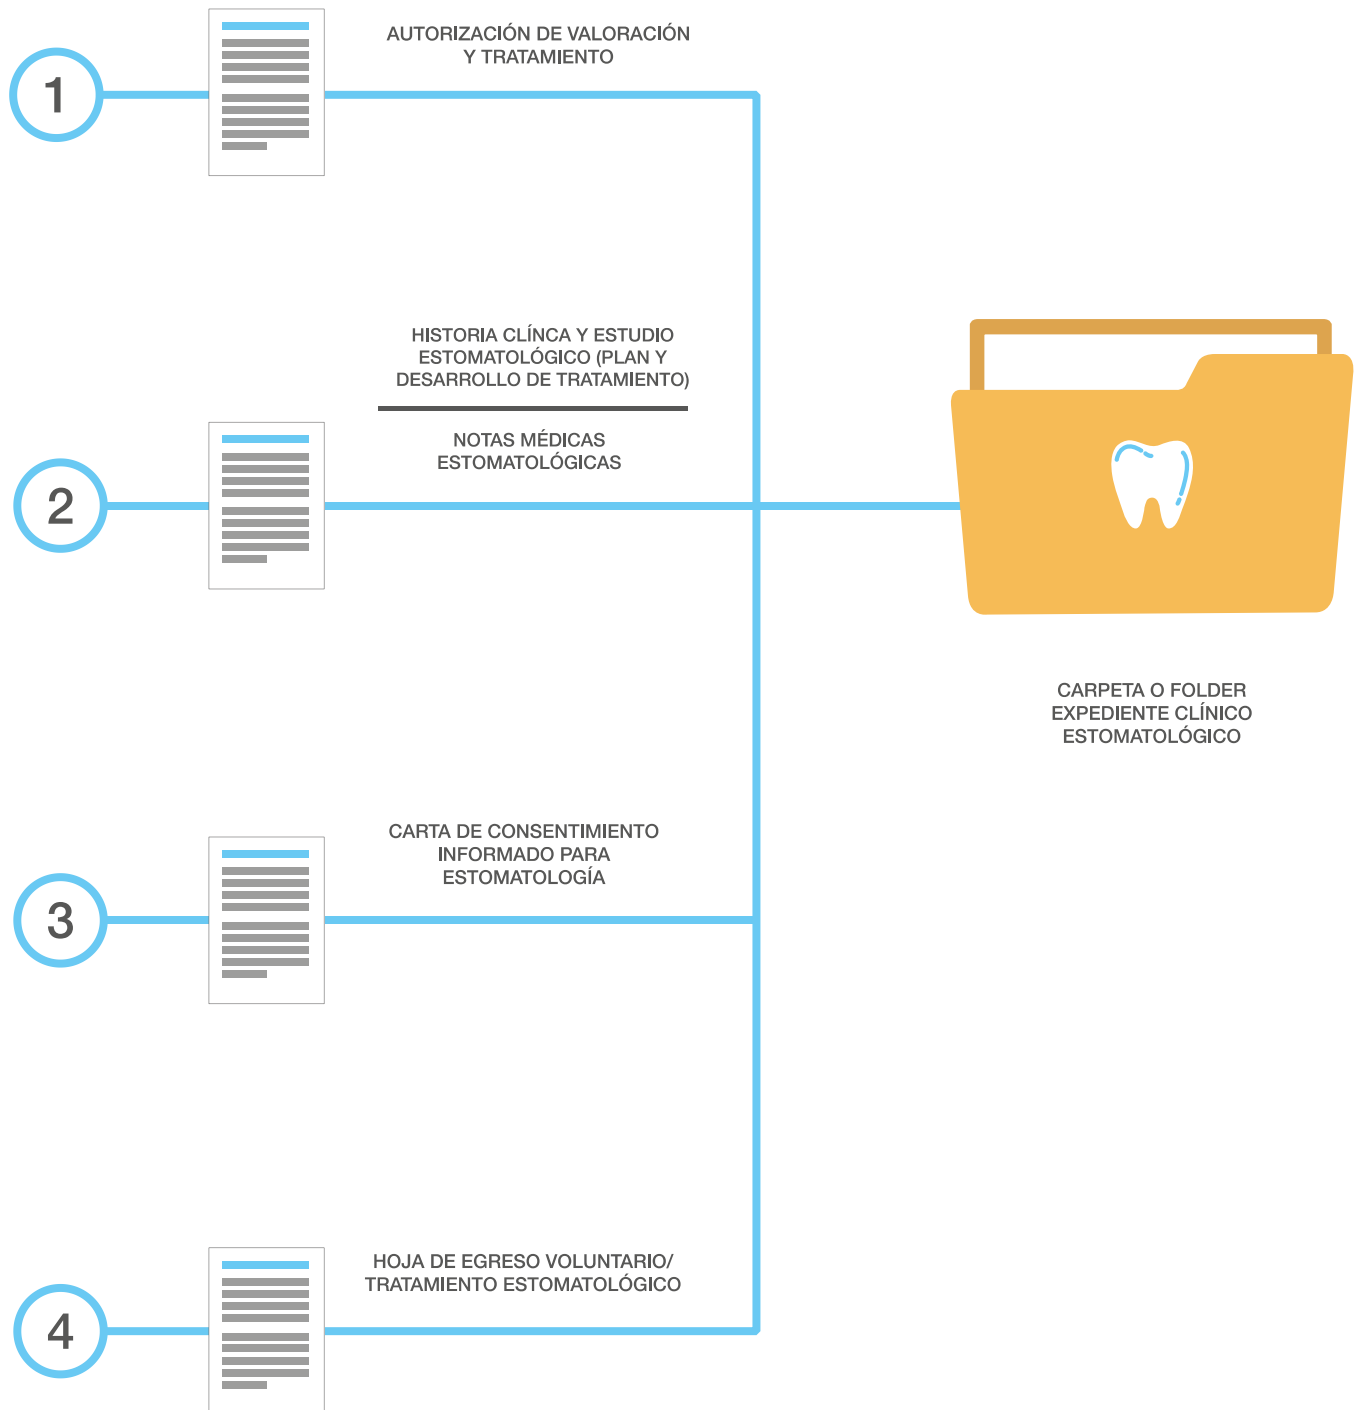 1
AUTORIZACIÓN DE VALORACIÓN
Y TRATAMIENTO
2
HISTORIA CLÍNCA Y ESTUDIO
ESTOMATOLÓGICO (PLAN Y
DESARROLLO DE TRATAMIENTO)
NOTAS MÉDICAS
ESTOMATOLÓGICAS
3
CARTA DE CONSENTIMIENTO
INFORMADO PARA
ESTOMATOLOGÍA
4
HOJA DE EGRESO VOLUNTARIO/
TRATAMIENTO ESTOMATOLÓGICO
CARPETA O FOLDER
EXPEDIENTE CLÍNICO
ESTOMATOLÓGICO